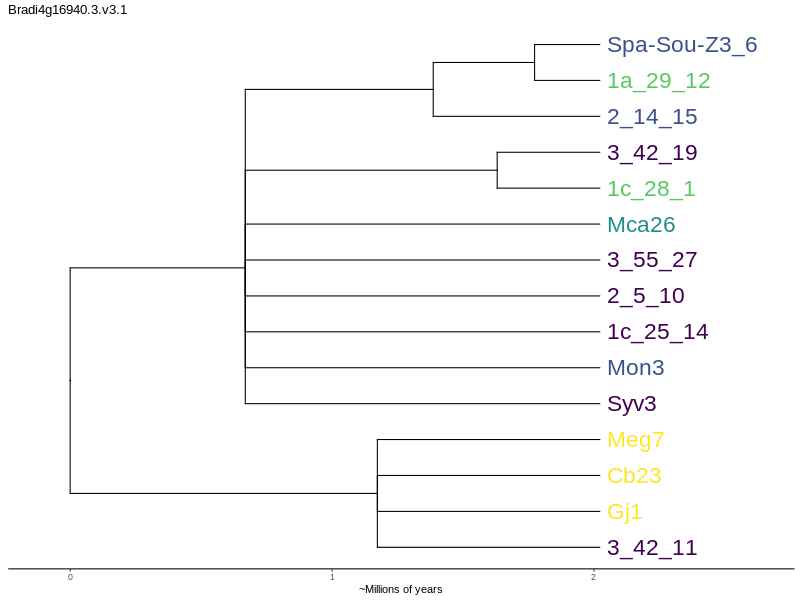 Bradi4g16940.3.v3.1
Spa-Sou-Z3_6
1a_29_12
2_14_15
3_42_19
1c_28_1
Mca26
3_55_27
2_5_10
1c_25_14
Mon3
Syv3
Meg7
Cb23
Gj1
3_42_11
0 1 2
~Millions of years